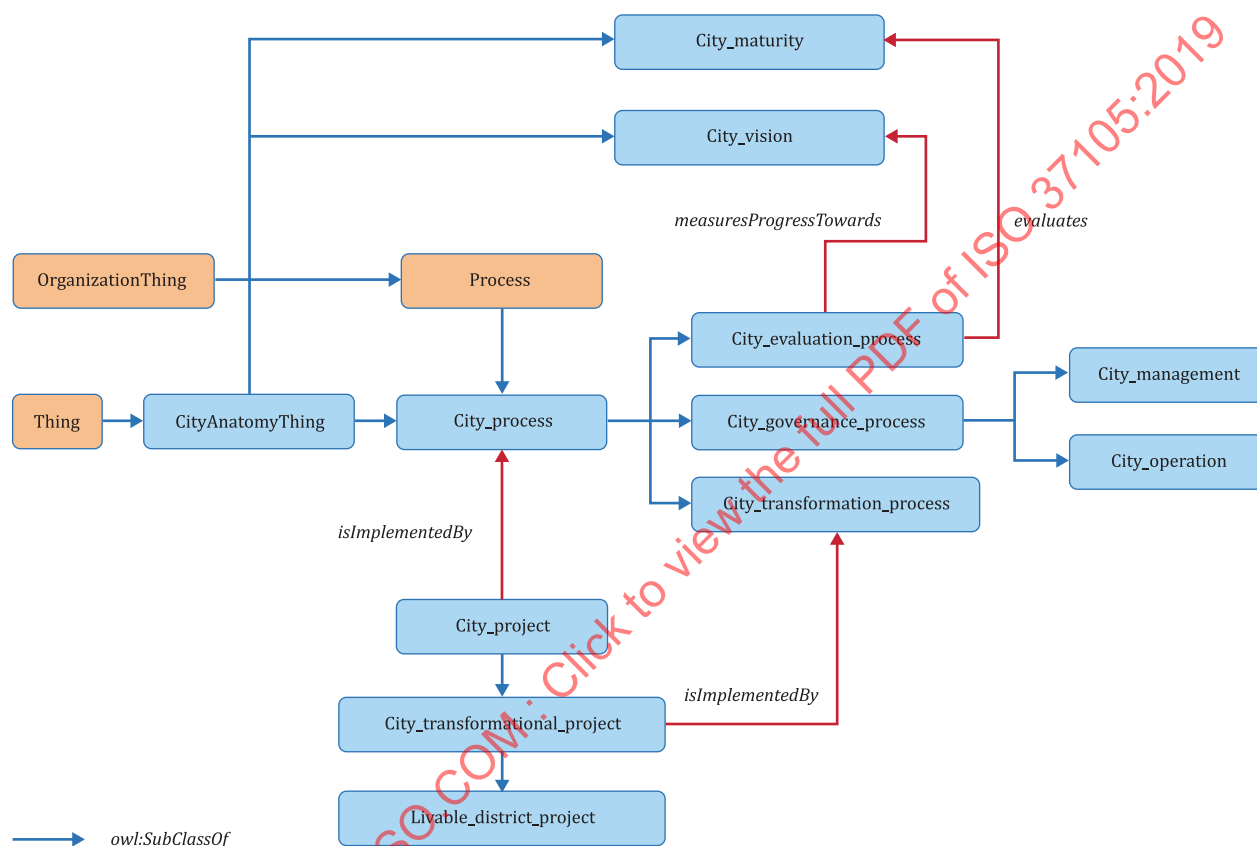 City_maturity
City_vision
measuresProgressTowards
evaluates
OrganizationThing
Process
City_evaluation_process
City_management
Thing
CityAnatomyThing
City_process
City_governance_process
City_operation
City_transformation_process
isImplementedBy
City_project
isImplementedBy
City_transformational_project
Livable_district_project
owl:SubClassOf
ISO.COM : Click to view the full PDF of ISO 37105:2019